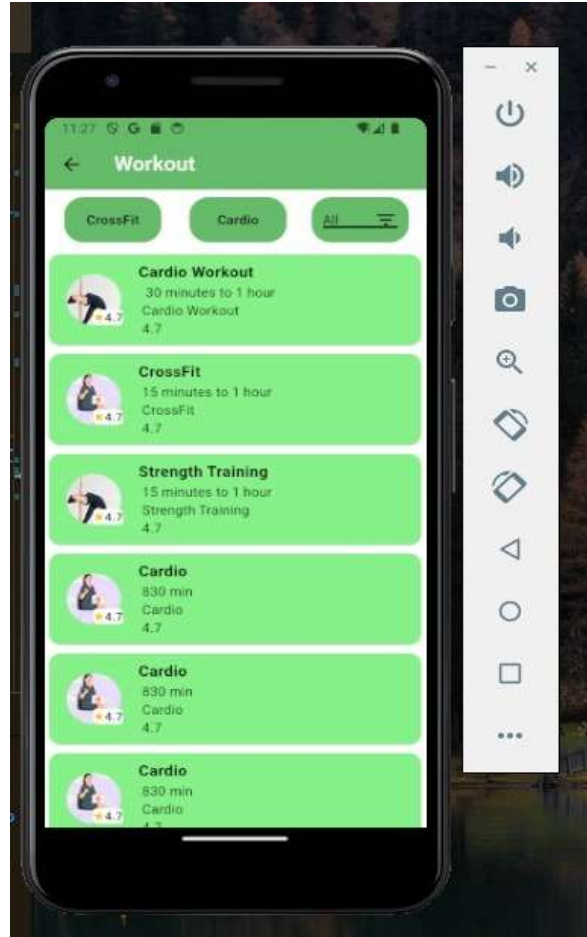 11:27 G
Workout
CrossFit Cardio All
Cardio Workout
30 minutes to 1 hour
Cardio Workout
4.7
4.7
CrossFit
15 minutes to 1 hour
CrossFit
4.7
4.7
Strength Training
15 minutes to 1 hour
Strength Training
4.7
4.7
Cardio
830 min
Cardio
4.7
4.7
Cardio
830 min
Cardio
4.7
4.7
Cardio
830 min
Cardio
4.7
4.7